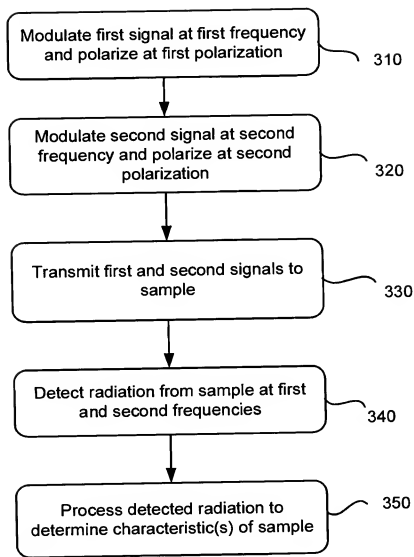 Modulate first signal at first frequency
and polarize at first polarization
310
Modulate second signal at second
frequency and polarize at second
polarization
320
Transmit first and second signals to
sample
330
Detect radiation from sample at first
and second frequencies
340
Process detected radiation to
determine characteristic(s) of sample
350